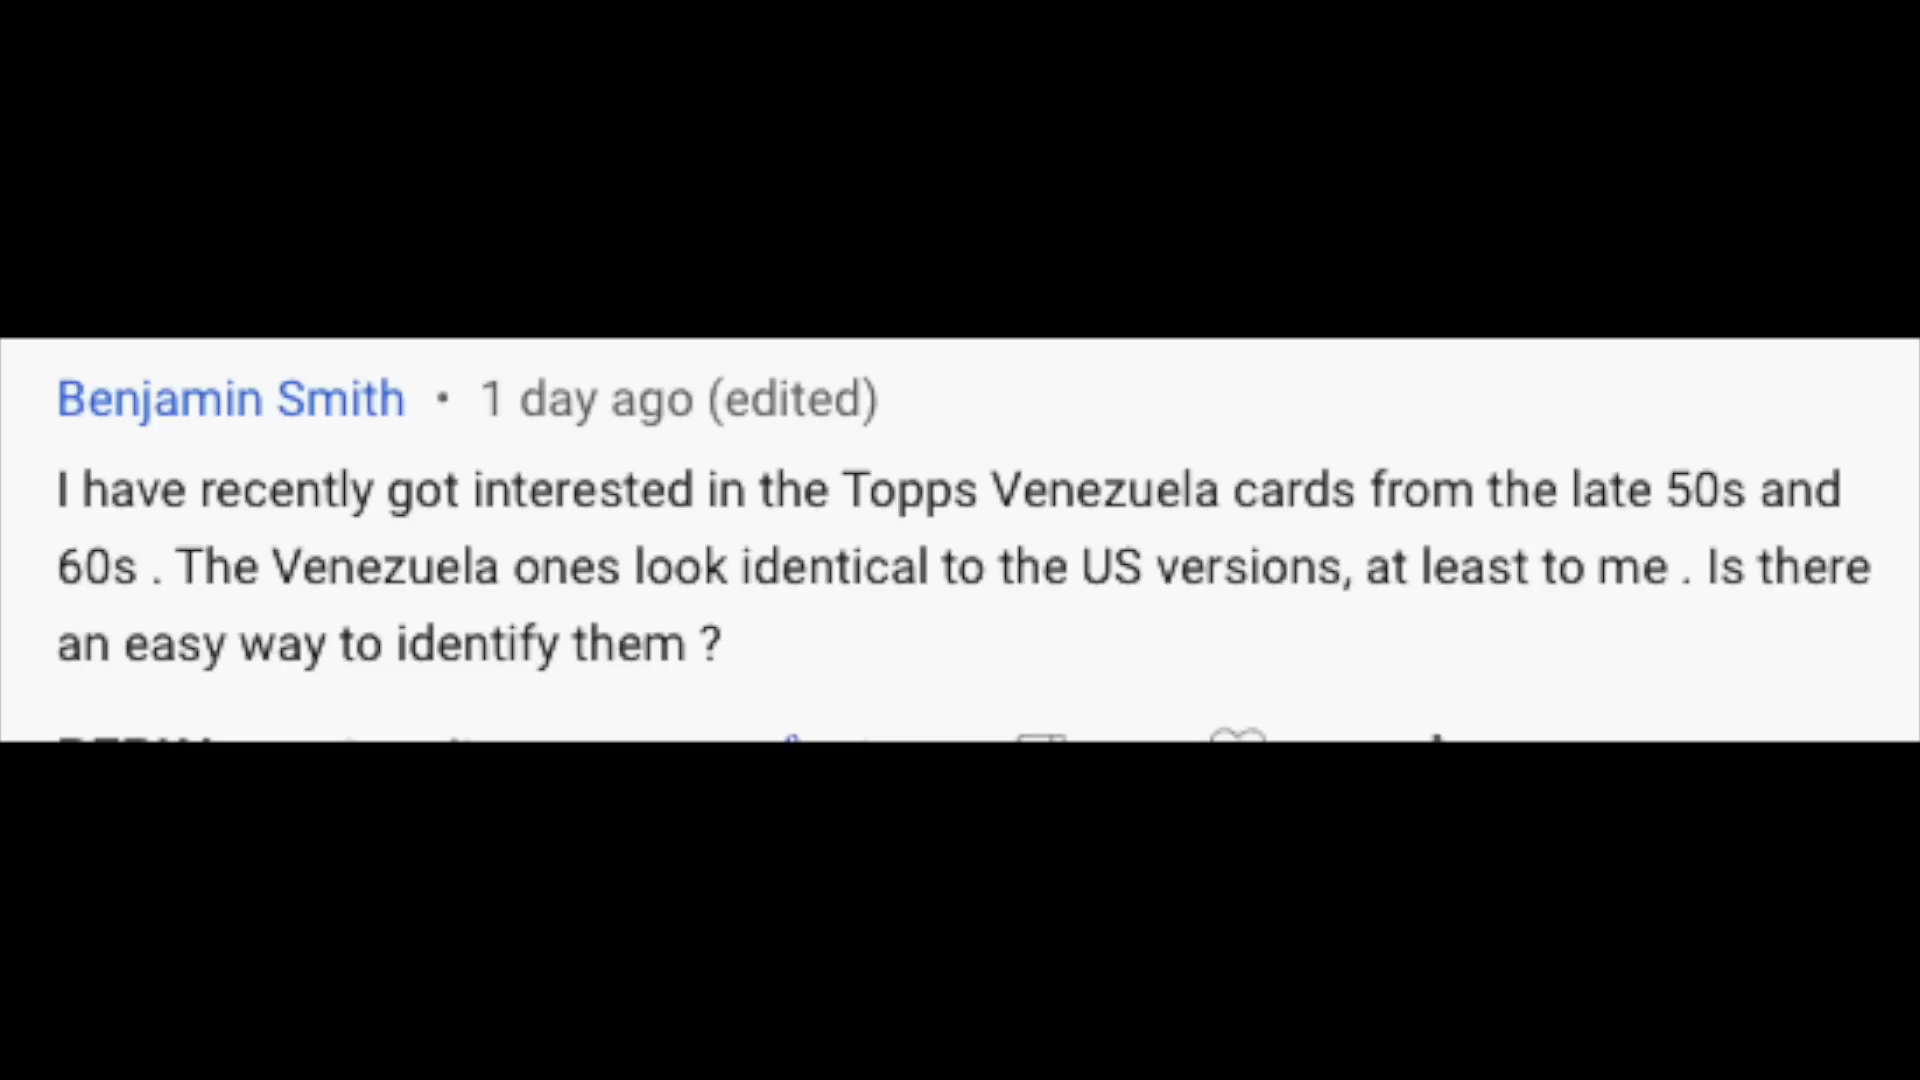 Benjamin Smith • 1 day ago (edited)
I have recently got interested in the Topps Venezuela cards from the late 50s and
60s . The Venezuela ones look identical to the US versions, at least to me . Is there
an easy way to identify them ?